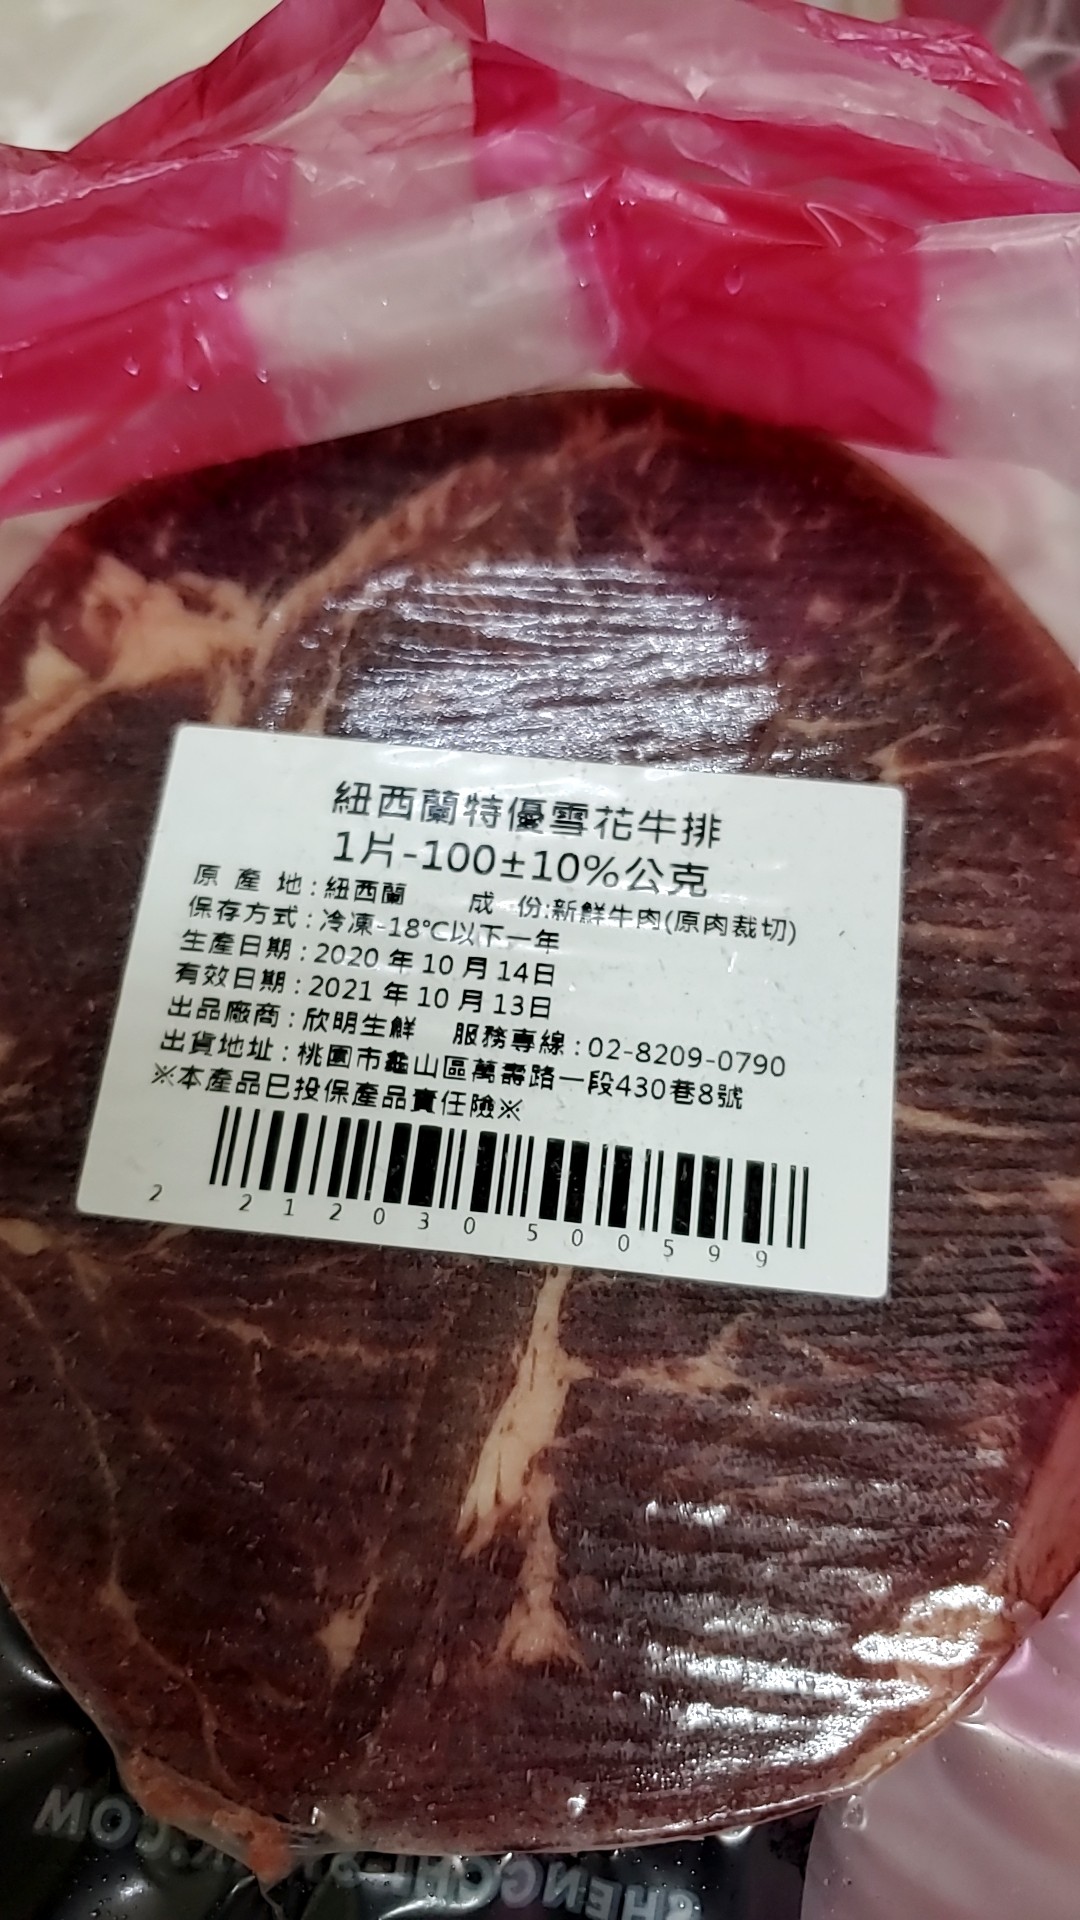 紐西蘭特優雪花牛排
1片-100±10%公克
原產地:紐西蘭 成份:新鮮牛肉(原肉裁切)
保存方式:冷凍-18℃以下一年
生產日期:2020年10月14日
有效日期:2021年10月13日
出品廠商:欣明生鮮 服務專線:02-8209-0790
出貨地址:桃園市龜山區萬壽路一段430巷8號
※本產品已投保產品責任險※
2 212030 500599